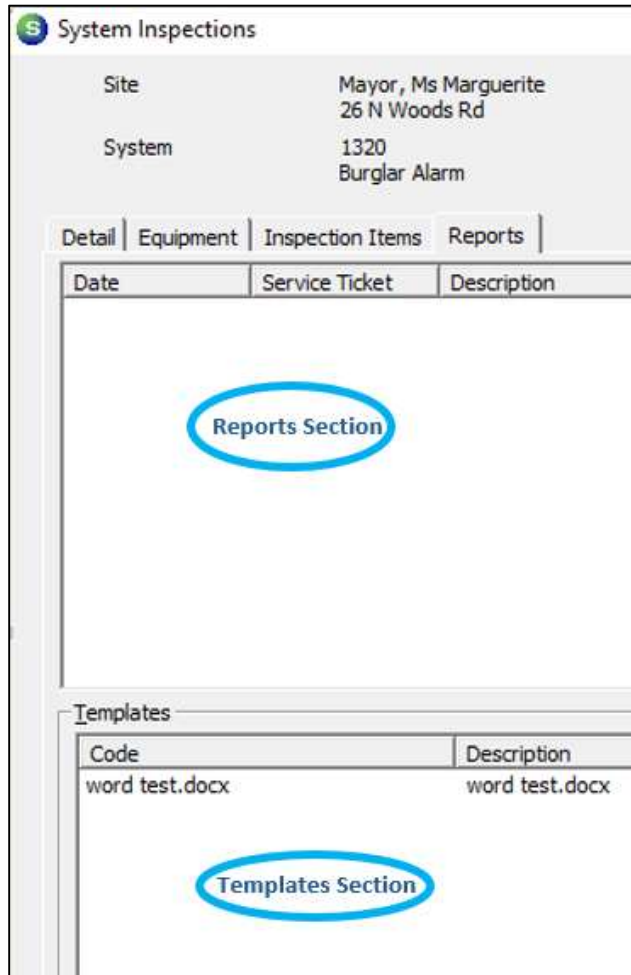 S System Inspections
Site Mayor, Ms Marguerite
26 N Woods Rd
System 1320
Burglar Alarm
Detail Equipment Inspection Items Reports
Date Service Ticket Description
Reports Section
Templates
Code Description
word test.docx word test.docx
Templates Section